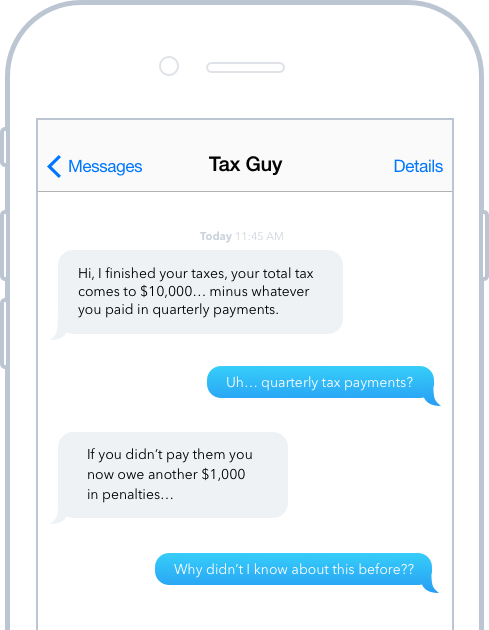 Messages
Tax Guy
Details
Today 11:45 AM
Hi, I finished your taxes, your total tax
comes to $10,000... minus whatever
you paid in quarterly payments.
Uh... quarterly tax payments?
If you didn't pay them you
now owe another $1,000
in penalties...
Why didn't I know about this before??